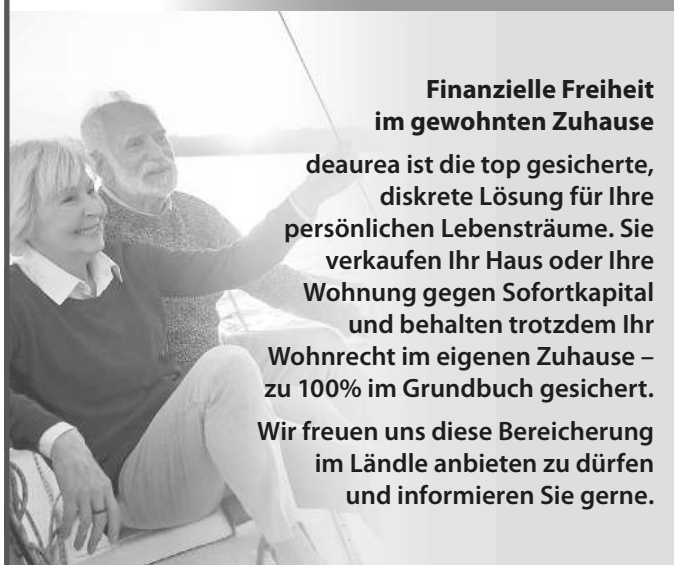 Finanzielle Freiheit
im gewohnten Zuhause
deaurea ist die top gesicherte,
diskrete Lösung für Ihre
persönlichen Lebensträume. Sie
verkaufen Ihr Haus oder Ihre
Wohnung gegen Sofortkapital
und behalten trotzdem Ihr
Wohnrecht im eigenen Zuhause –
zu 100% im Grundbuch gesichert.
Wir freuen uns diese Bereicherung
im Ländle anbieten zu dürfen
und informieren Sie gerne.